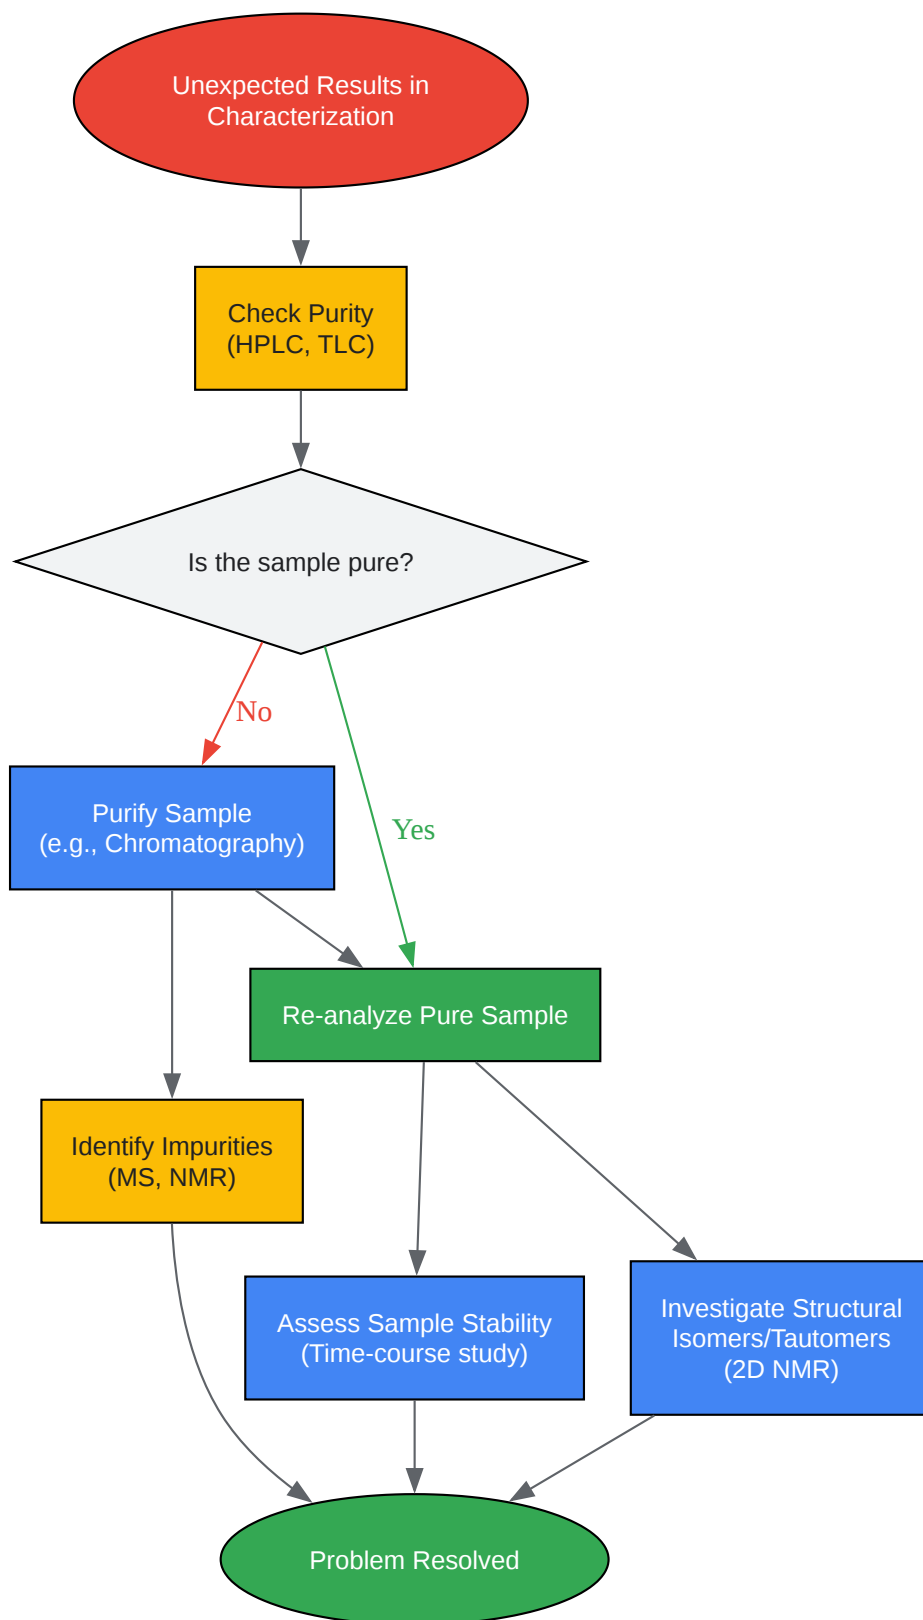 Unexpected Results in
Characterization
Check Purity
(HPLC, TLC)
Is the sample pure?
No
Purify Sample
(e.g., Chromatography)
Yes
Re-analyze Pure Sample
Identify Impurities
(MS, NMR)
Assess Sample Stability
(Time-course study)
Investigate Structural
Isomers/Tautomers
(2D NMR)
Problem Resolved